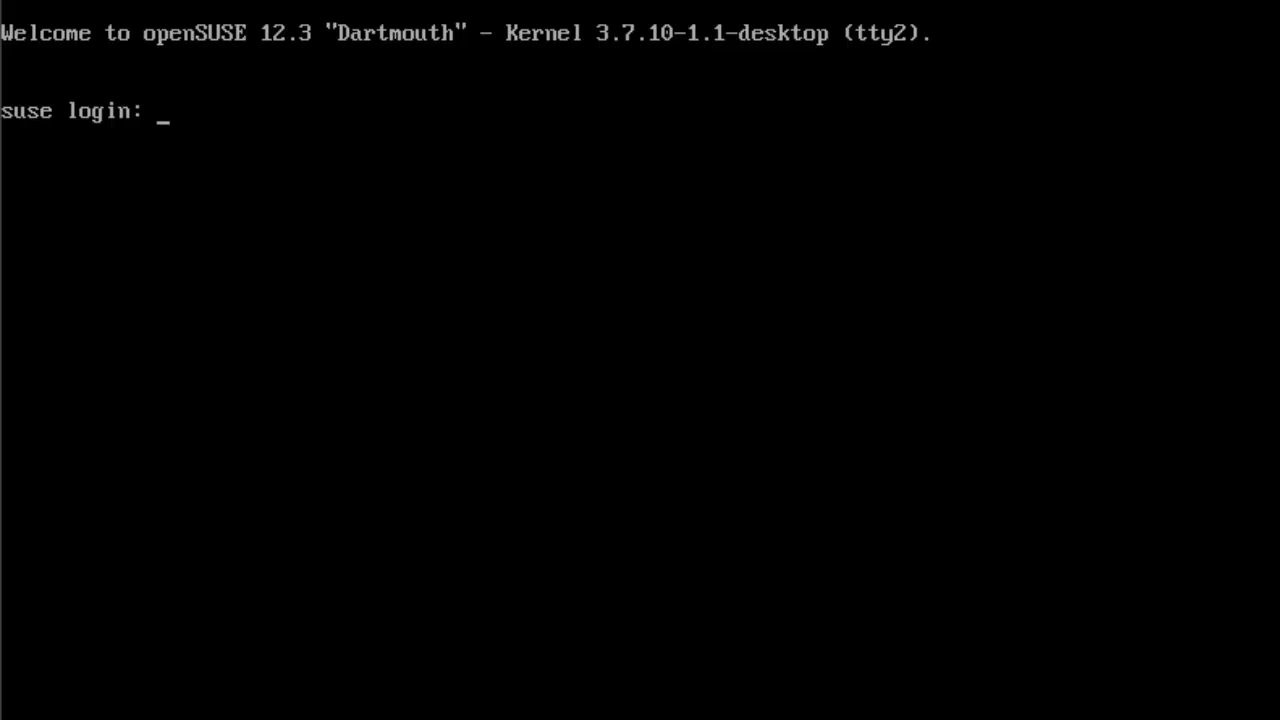 Welcome to openSUSE 12.3 "Dartmouth" - Kernel 3.7.10-1.1-desktop (tty2).
suse login: _